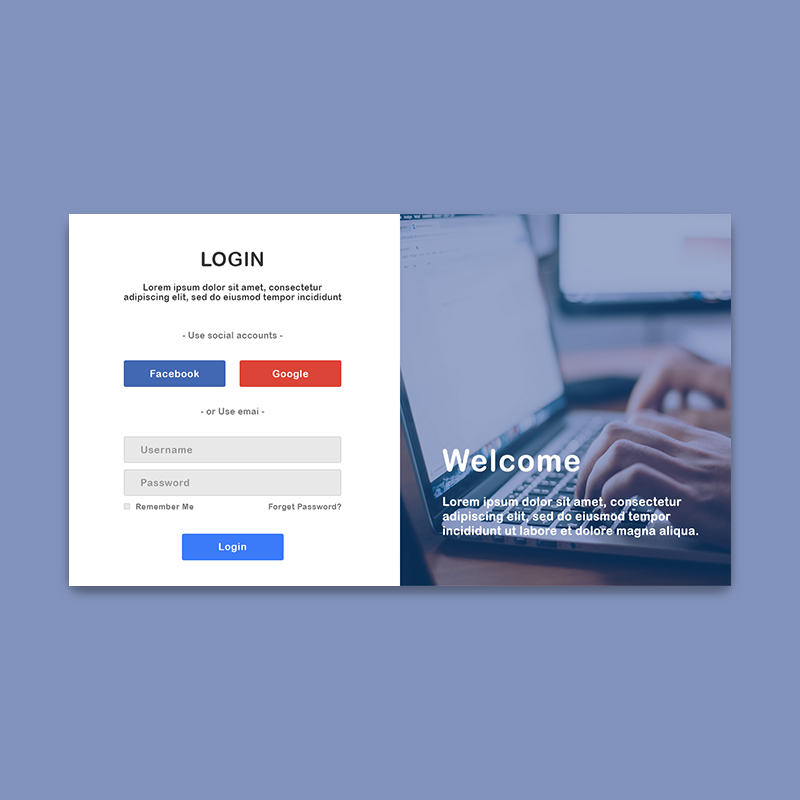 LOGIN
Lorem ipsum dolor sit amet, consectetur
adipiscing elit, sed do eiusmod tempor incididunt
- Use social accounts -
Facebook
Google
- or Use emai -
Username
Password
Remember Me
Forget Password?
Login
Welcome
Lorem ipsum dolor sit amet, consectetur
adipiscing elit, sed do eiusmod tempor
incididunt ut labore et dolore magna aliqua.